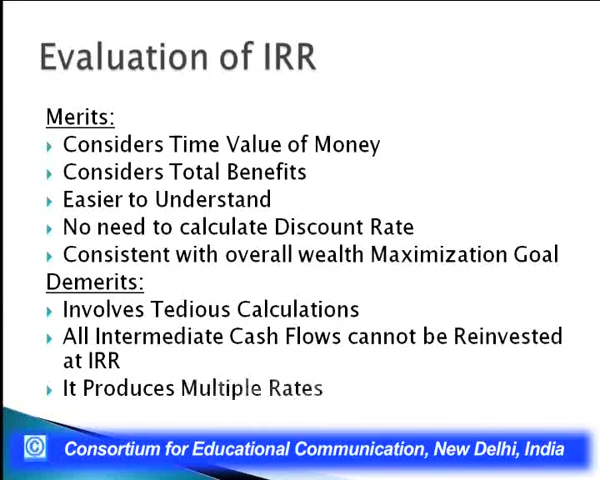 Evaluation of IRR
Merits:
Considers Time Value of Money
Considers Total Benefits
Easier to Understand
No need to calculate Discount Rate
Consistent with overall wealth Maximization Goal
Demerits:
Involves Tedious Calculations
All Intermediate Cash Flows cannot be Reinvested
at IRR
It Produces Multiple Rates
© Consortium for Educational Communication, New Delhi, India